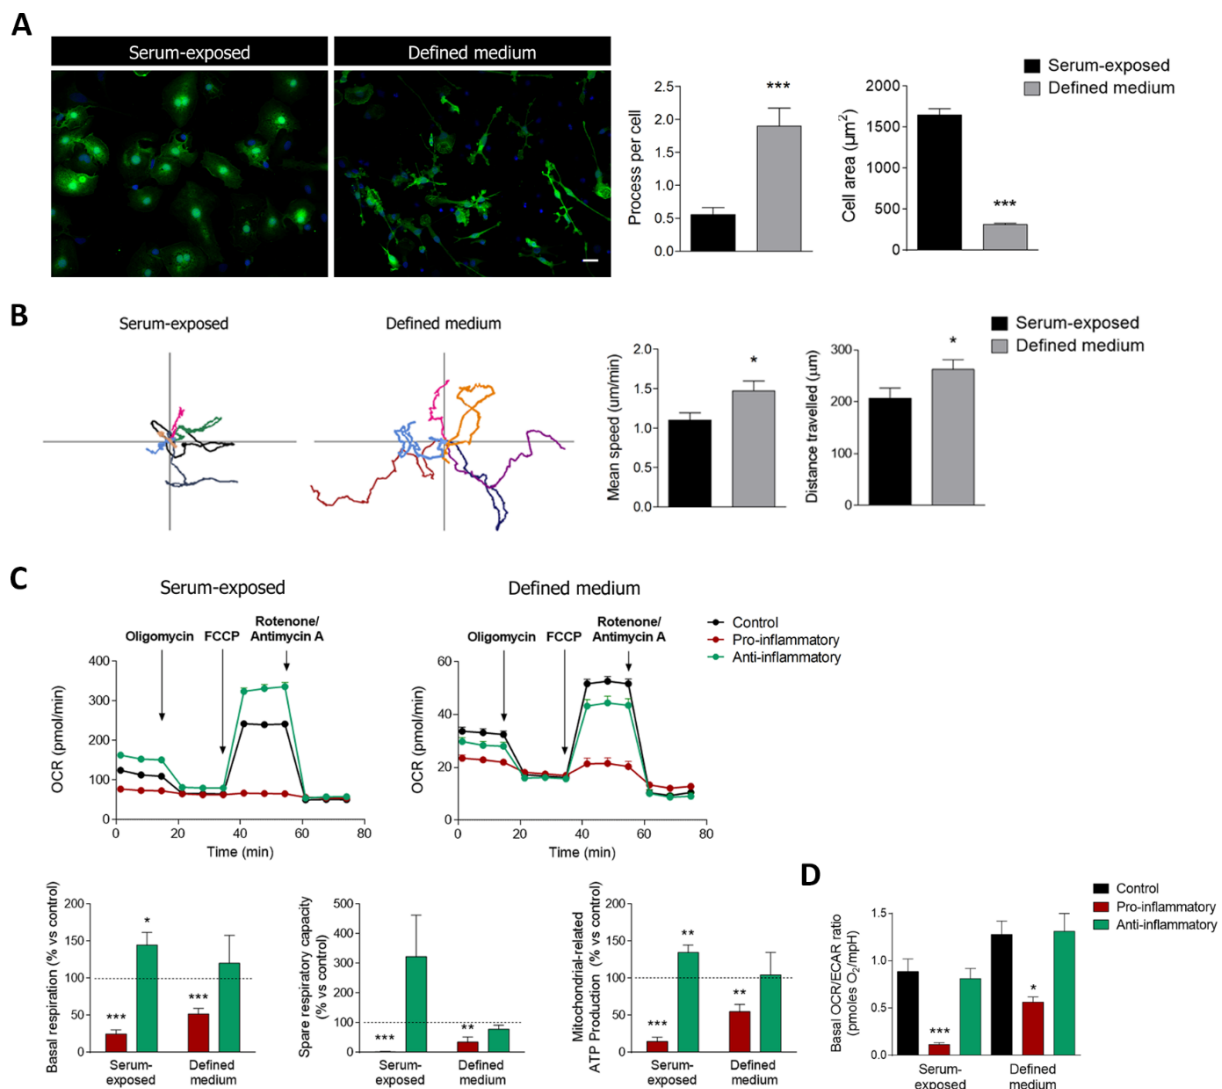 A
Serum-exposed
Defined medium
Process per cell
2.5
2.0
1.5
1.0
0.5
0.0
***
Cell area (µm²)
2000
1500
1000
500
0
***
Serum-exposed
Defined medium
B
Serum-exposed
Defined medium
Mean speed (um/min)
2.0
1.5
1.0
0.5
0.0
*
Distance travelled (µm)
300
200
100
0
*
Serum-exposed
Defined medium
C
Serum-exposed
Oligomycin
FCCP
Rotenone/
Antimycin A
OCR (pmol/min)
400
300
200
100
0
0 20 40 60 80
Time (min)
Defined medium
Oligomycin
FCCP
Rotenone/
Antimycin A
OCR (pmol/min)
60
40
20
0
0 20 40 60 80
Time (min)
Control
Pro-inflammatory
Anti-inflammatory
Basal respiration (% vs control)
200
150
100
50
0
***
*
***
Serum-
exposed
Defined
medium
Spare respiratory capacity
(% vs control)
500
400
300
200
100
0
***
**
Serum-
exposed
Defined
medium
Mitochondrial-related
ATP Production (% vs control)
200
150
100
50
0
***
**
**
Serum-
exposed
Defined
medium
D
Basal OCR/ECAR ratio
(pmoles O₂/mpH)
1.5
1.0
0.5
0.0
***
*
Serum-
exposed
Defined
medium
Control
Pro-inflammatory
Anti-inflammatory